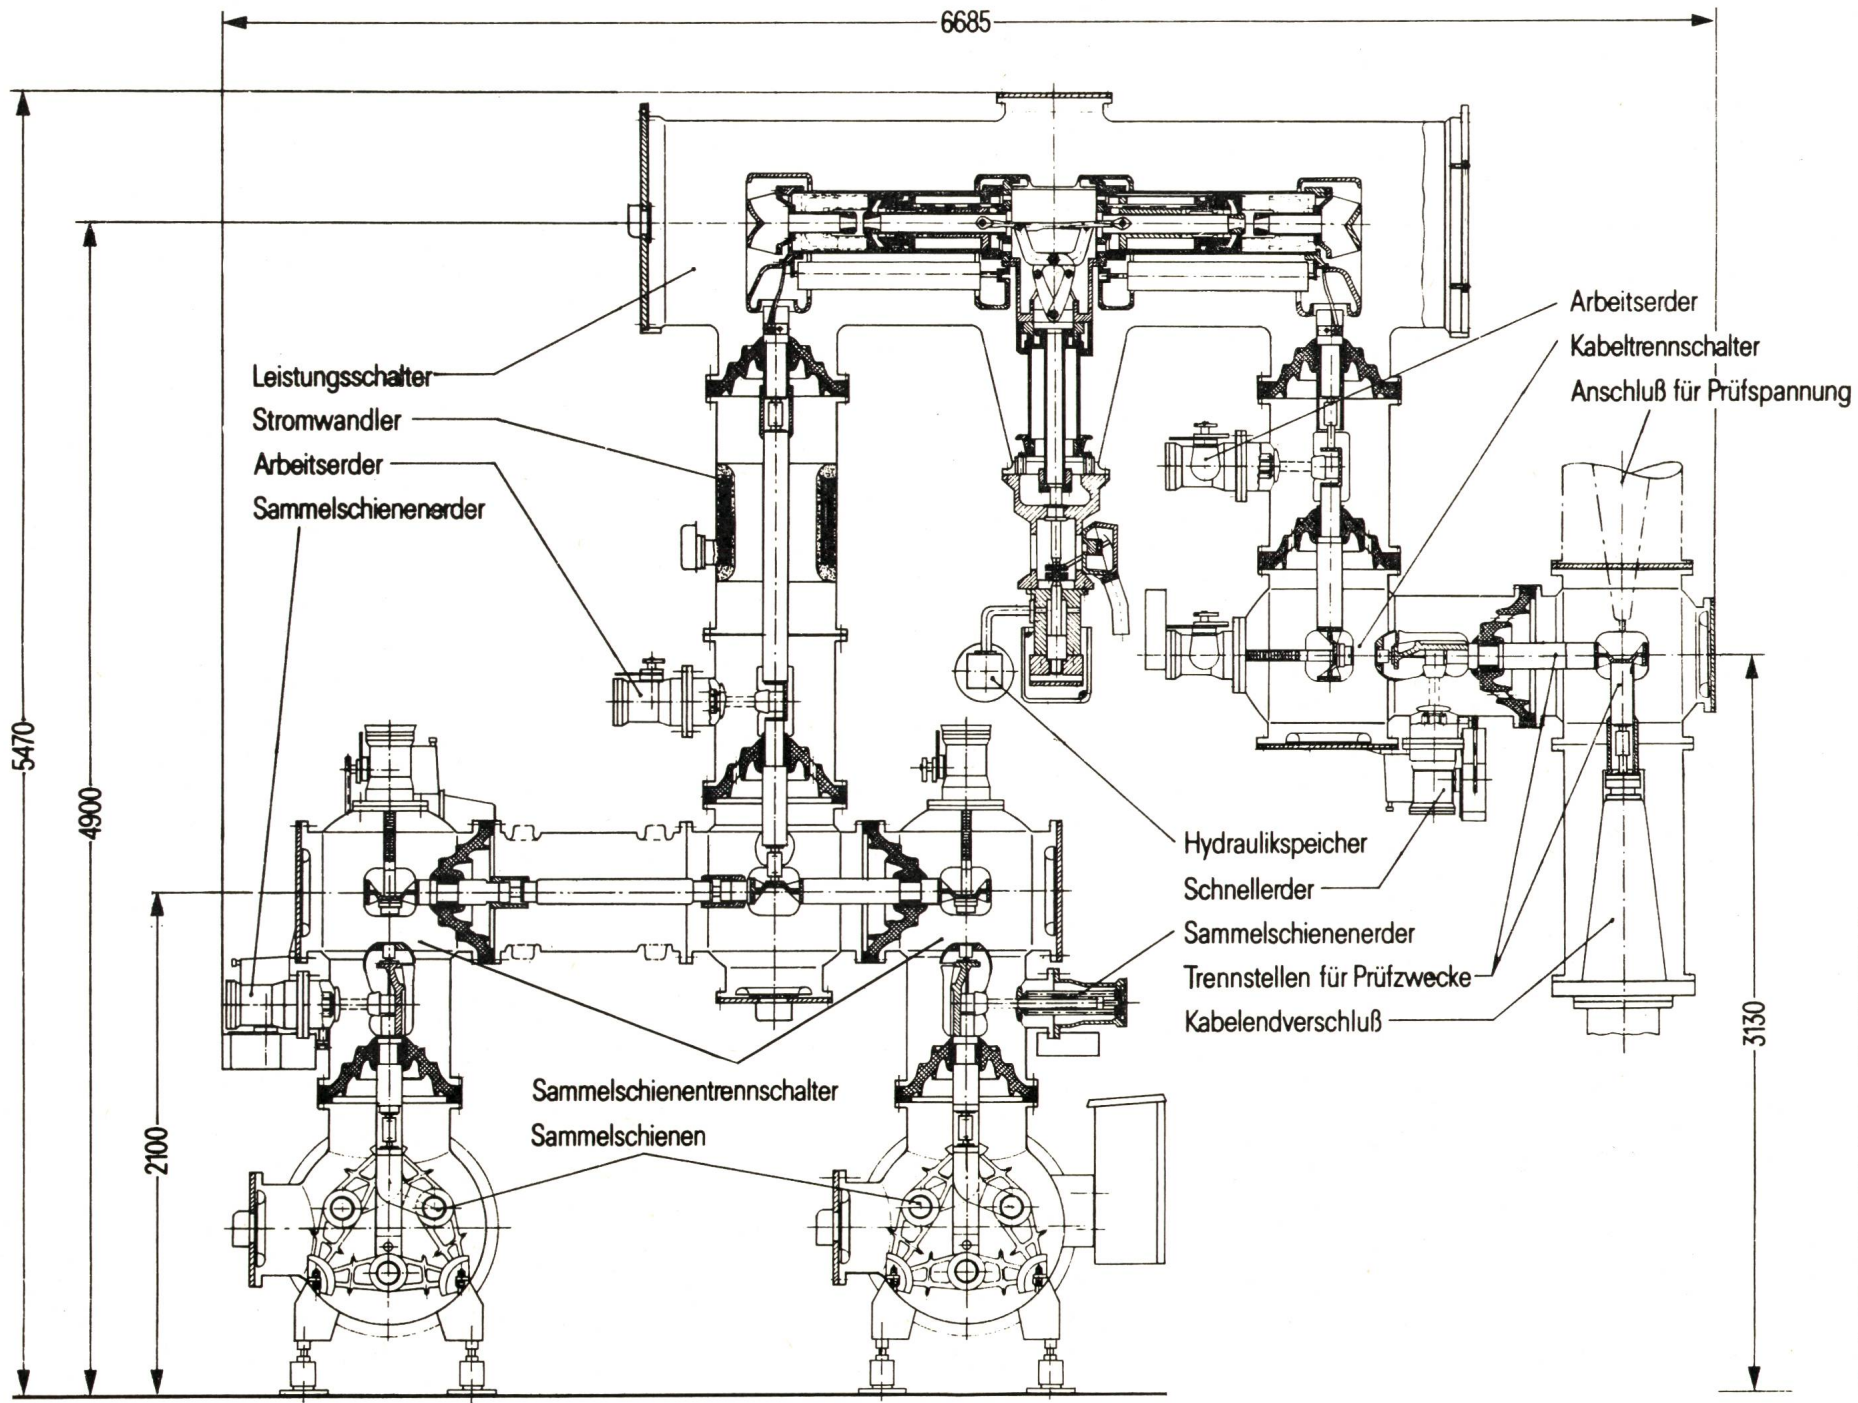 6685
Arbeitserder
Kabeltrennschalter
Anschluß für Prüfspannung
Leistungsschalter
Stromwandler
Arbeitserder
Sammelschienenerder
5470
4900
2100
3130
Hydraulikspeicher
Schnellerder
Sammelschienenerder
Trennstellen für Prüfzwecke
Kabelendverschluß
Sammelschienentrennschalter
Sammelschienen